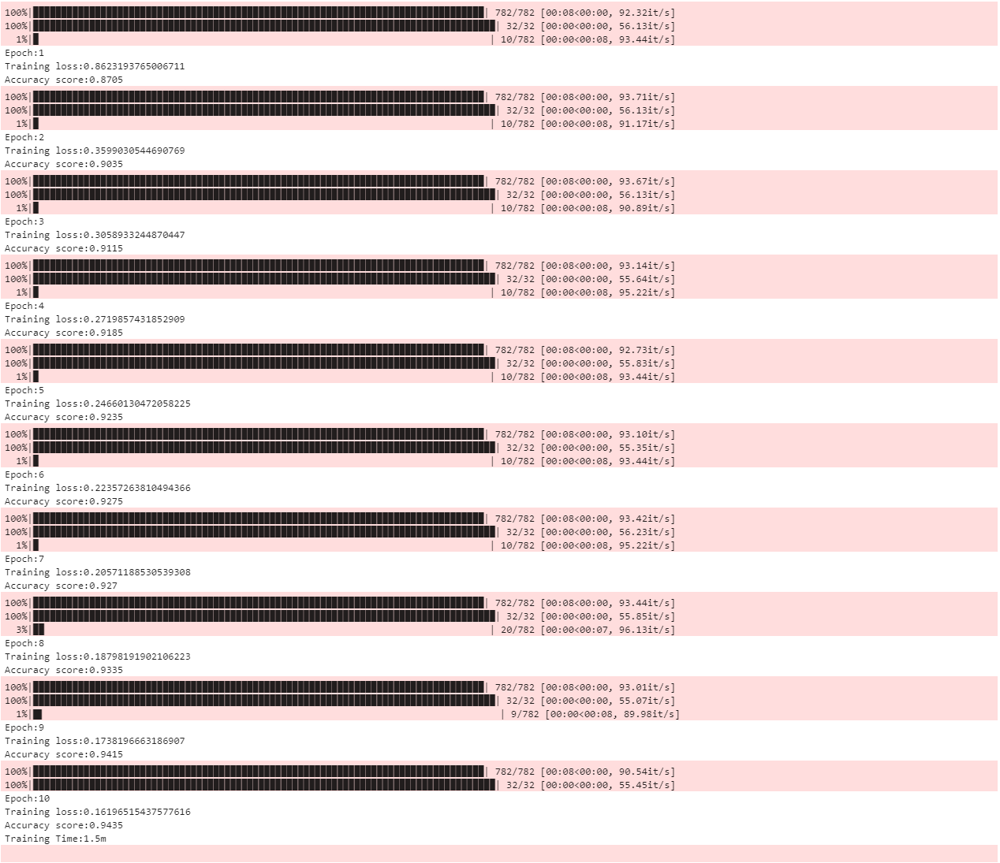 100%|██████████| 782/782 [00:08<00:00, 92.32it/s]
100%|██████████| 32/32 [00:00<00:00, 56.13it/s]
1%|█ | 10/782 [00:00<00:08, 93.44it/s]
Epoch:1
Training loss:0.8623193765006711
Accuracy score:0.8705
100%|██████████| 782/782 [00:08<00:00, 93.71it/s]
100%|██████████| 32/32 [00:00<00:00, 56.13it/s]
1%|█ | 10/782 [00:00<00:08, 91.17it/s]
Epoch:2
Training loss:0.3599030544690769
Accuracy score:0.9035
100%|██████████| 782/782 [00:08<00:00, 93.67it/s]
100%|██████████| 32/32 [00:00<00:00, 56.13it/s]
1%|█ | 10/782 [00:00<00:08, 90.89it/s]
Epoch:3
Training loss:0.3058933244870447
Accuracy score:0.9115
100%|██████████| 782/782 [00:08<00:00, 93.14it/s]
100%|██████████| 32/32 [00:00<00:00, 55.64it/s]
1%|█ | 10/782 [00:00<00:08, 95.22it/s]
Epoch:4
Training loss:0.2719857431852909
Accuracy score:0.9185
100%|██████████| 782/782 [00:08<00:00, 92.73it/s]
100%|██████████| 32/32 [00:00<00:00, 55.83it/s]
1%|█ | 10/782 [00:00<00:08, 93.44it/s]
Epoch:5
Training loss:0.24660130472058225
Accuracy score:0.9235
100%|██████████| 782/782 [00:08<00:00, 93.10it/s]
100%|██████████| 32/32 [00:00<00:00, 55.35it/s]
1%|█ | 10/782 [00:00<00:08, 93.44it/s]
Epoch:6
Training loss:0.22357263810494366
Accuracy score:0.9275
100%|██████████| 782/782 [00:08<00:00, 93.42it/s]
100%|██████████| 32/32 [00:00<00:00, 56.23it/s]
1%|█ | 10/782 [00:00<00:08, 95.22it/s]
Epoch:7
Training loss:0.20571188530539308
Accuracy score:0.927
100%|██████████| 782/782 [00:08<00:00, 93.44it/s]
100%|██████████| 32/32 [00:00<00:00, 55.85it/s]
3%|██ | 20/782 [00:00<00:07, 96.13it/s]
Epoch:8
Training loss:0.18798191902106223
Accuracy score:0.9335
100%|██████████| 782/782 [00:08<00:00, 93.01it/s]
100%|██████████| 32/32 [00:00<00:00, 55.07it/s]
1%|█ | 9/782 [00:00<00:08, 89.98it/s]
Epoch:9
Training loss:0.1738196663186907
Accuracy score:0.9415
100%|██████████| 782/782 [00:08<00:00, 90.54it/s]
100%|██████████| 32/32 [00:00<00:00, 55.45it/s]
Epoch:10
Training loss:0.16196515437577616
Accuracy score:0.9435
Training Time:1.5m